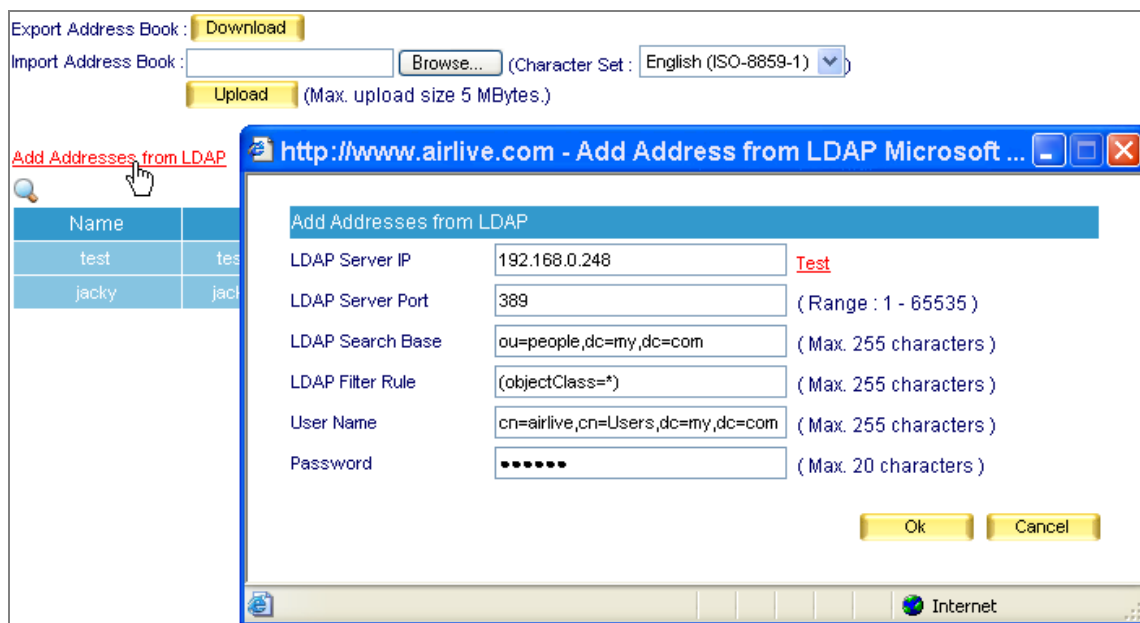 Export Address Book : Download
Import Address Book : Browse... (Character Set : English (ISO-8859-1) )
Upload (Max. upload size 5 MBytes.)
Add Addresses from LDAP
http://www.airlive.com - Add Address from LDAP Microsoft ...
Name
test
jacky
Add Addresses from LDAP
LDAP Server IP 192.168.0.248 Test
LDAP Server Port 389 ( Range : 1 - 65535 )
LDAP Search Base ou=people,dc=my,dc=com ( Max. 255 characters )
LDAP Filter Rule (objectClass=*) ( Max. 255 characters )
User Name cn=airlive,cn=Users,dc=my,dc=com ( Max. 255 characters )
Password •••••• ( Max. 20 characters )
Ok Cancel
Internet